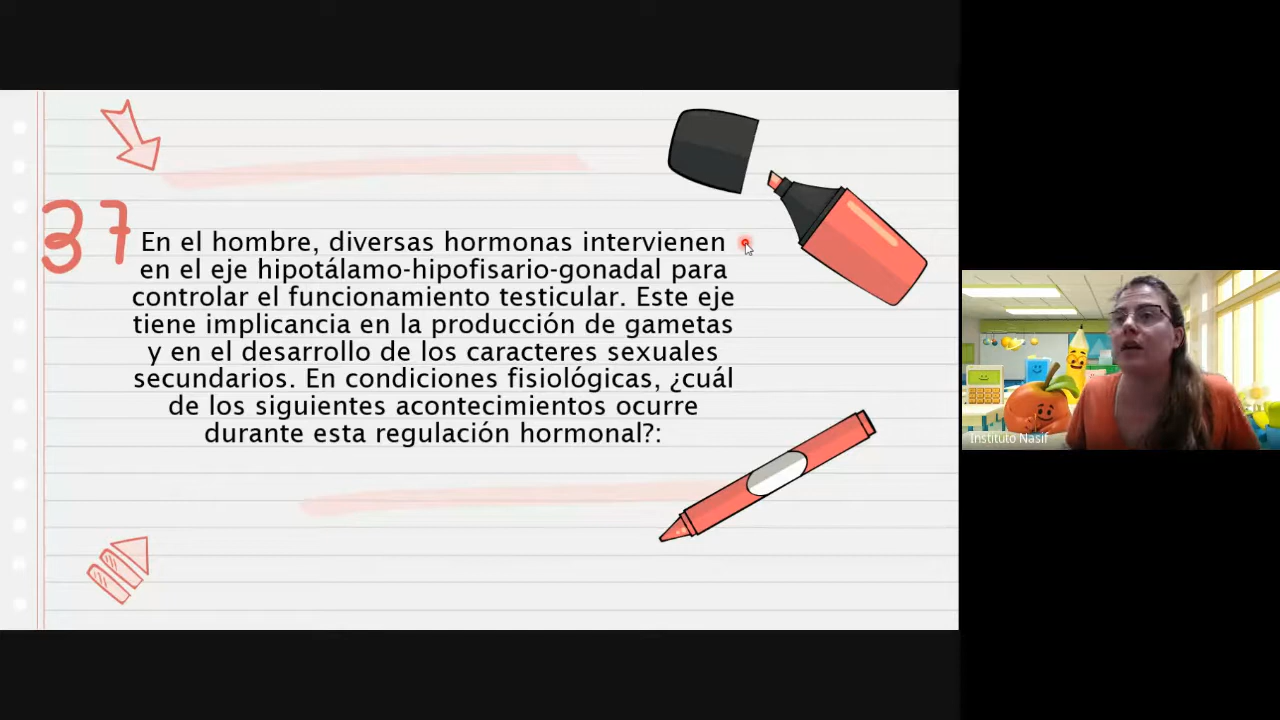 37
En el hombre, diversas hormonas intervienen
en el eje hipotálamo-hipofisario-gonadal para
controlar el funcionamiento testicular. Este eje
tiene implicancia en la producción de gametas
y en el desarrollo de los caracteres sexuales
secundarios. En condiciones fisiológicas, ¿cuál
de los siguientes acontecimientos ocurre
durante esta regulación hormonal?:
Instituto Nasif